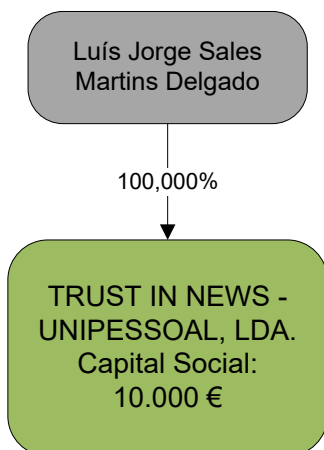 Luís Jorge Sales
Martins Delgado
100,000%
TRUST IN NEWS -
UNIPESSOAL, LDA.
Capital Social:
10.000 €